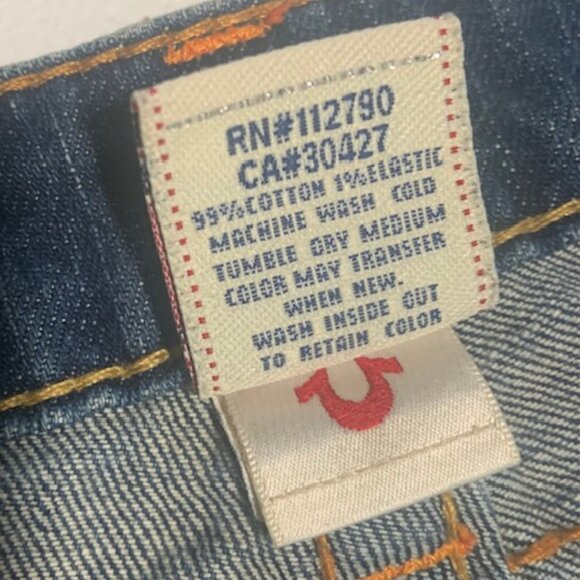 RN#112790
CA#30427
99%COTTON 1%ELASTIC
MACHINE WASH COLD
TUMBLE DRY MEDIUM
COLOR MAY TRANSFER
WHEN NEW.
WASH INSIDE OUT
TO RETAIN COLOR